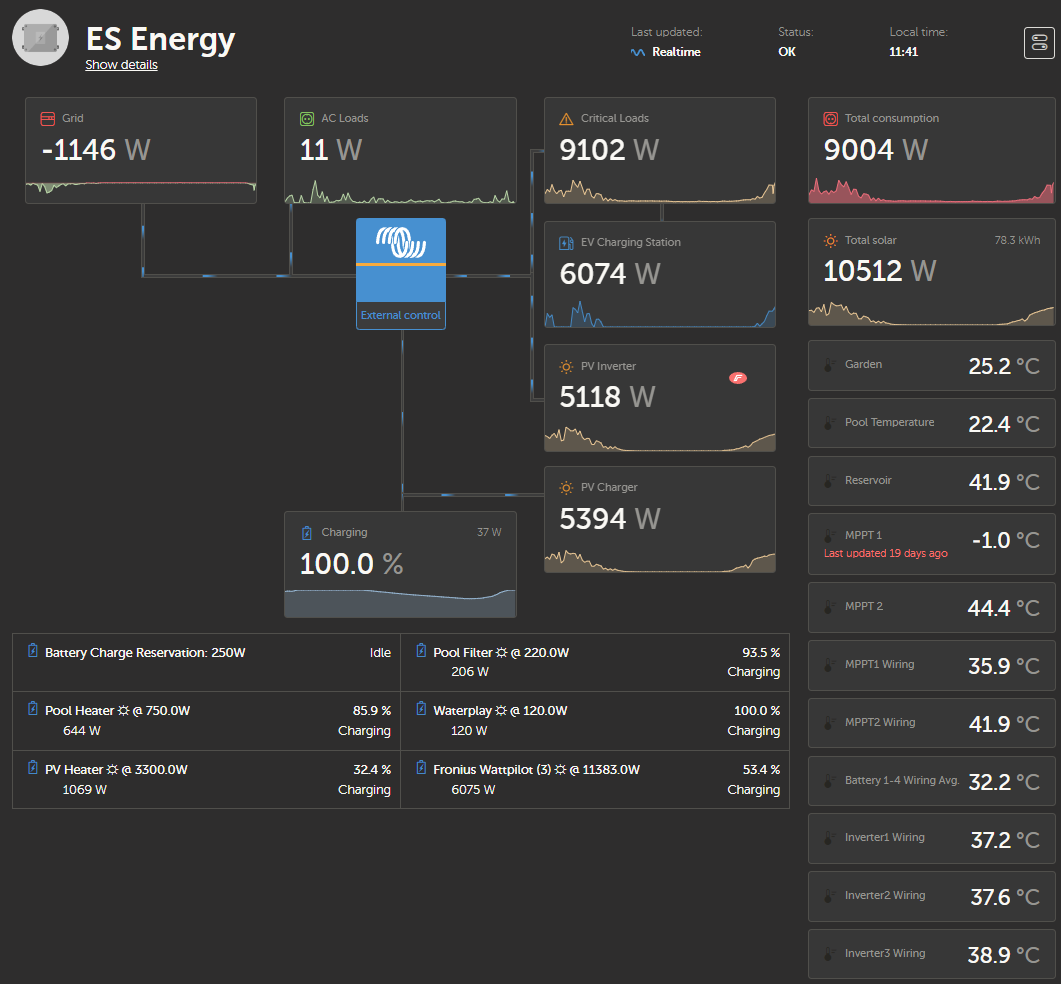 ES Energy
Show details
Last updated:
Realtime
Status:
OK
Local time:
11:41
Grid
-1146 W
AC Loads
11 W
Critical Loads
9102 W
Total consumption
9004 W
External control
EV Charging Station
6074 W
Total solar
78.3 kWh
10512 W
PV Inverter
5118 W
PV Charger
5394 W
Charging
37 W
100.0 %
Garden
25.2 °C
Pool Temperature
22.4 °C
Reservoir
41.9 °C
MPPT 1
Last updated 19 days ago
-1.0 °C
MPPT 2
44.4 °C
MPPT1 Wiring
35.9 °C
MPPT2 Wiring
41.9 °C
Battery 1-4 Wiring Avg.
32.2 °C
Inverter1 Wiring
37.2 °C
Inverter2 Wiring
37.6 °C
Inverter3 Wiring
38.9 °C
Battery Charge Reservation: 250W
Idle
Pool Filter ☼ @ 220.0W
93.5 %
206 W
Charging
Pool Heater ☼ @ 750.0W
85.9 %
644 W
Charging
Waterplay ☼ @ 120.0W
100.0 %
120 W
Charging
PV Heater ☼ @ 3300.0W
32.4 %
1069 W
Charging
Fronius Wattpilot (3) ☼ @ 11383.0W
53.4 %
6075 W
Charging